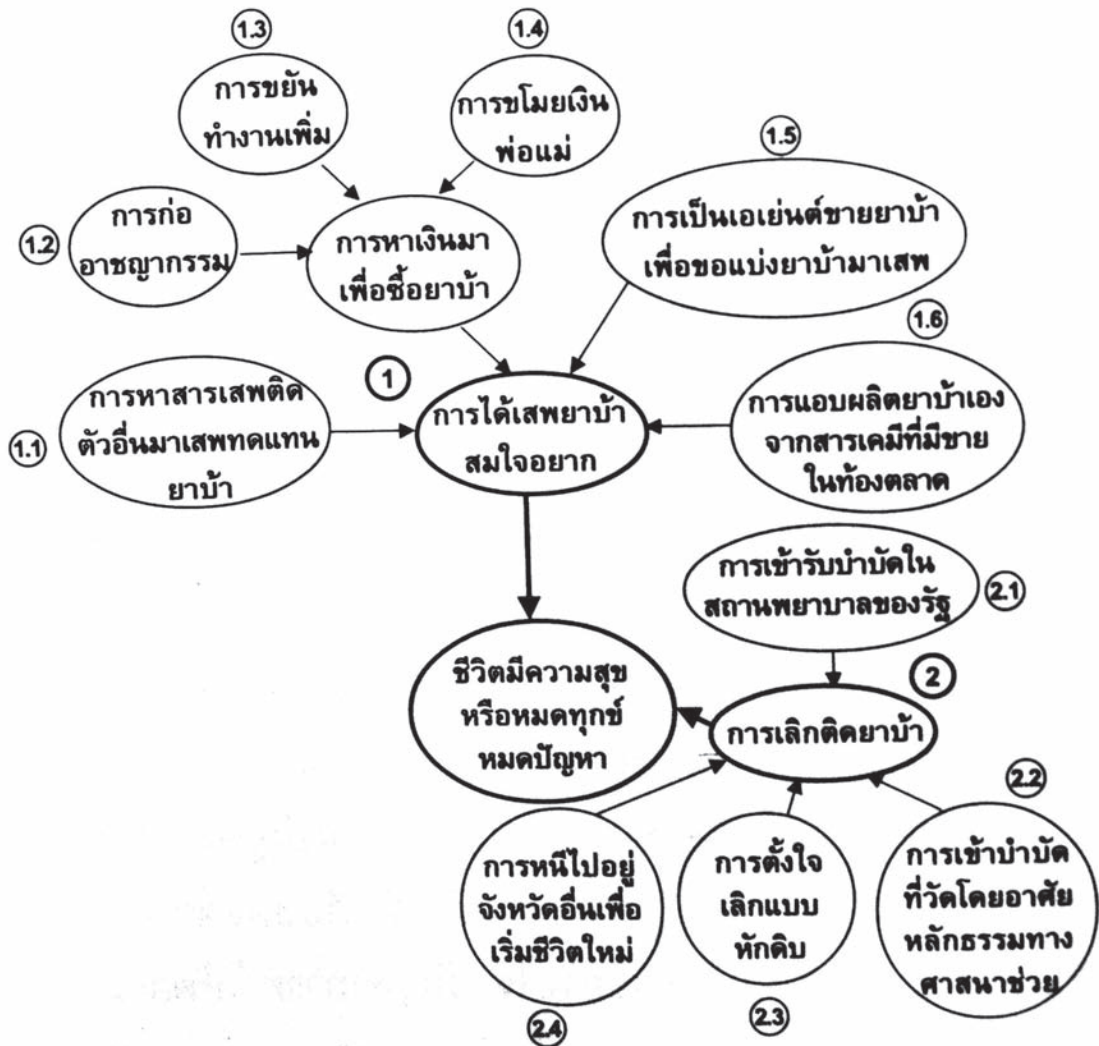 1.3
การขยัน
ทำงานเพิ่ม
1.4
การขโมยเงิน
พ่อแม่
1.5
การเป็นเอเย่นต์ขายยาบ้า
เพื่อขอแบ่งยาบ้ามาเสพ
1.2
การก่อ
อาชญากรรม
การหาเงินมา
เพื่อซื้อยาบ้า
1.6
การแอบผลิตยาบ้าเอง
จากสารเคมีที่มีขาย
ในท้องตลาด
1
การได้เสพยาบ้า
สมใจอยาก
1.1
การหาสารเสพติด
ตัวอื่นมาเสพทดแทน
ยาบ้า
การเข้ารับบำบัดใน
สถานพยาบาลของรัฐ
2.1
ชีวิตมีความสุข
หรือหมดทุกข์
หมดปัญหา
2
การเลิกติดยาบ้า
2.2
การเข้าบำบัด
ที่วัดโดยอาศัย
หลักธรรมทาง
ศาสนาช่วย
การตั้งใจ
เลิกแบบ
หักดิบ
2.3
การหนีไปอยู่
จังหวัดอื่นเพื่อ
เริ่มชีวิตใหม่
2.4